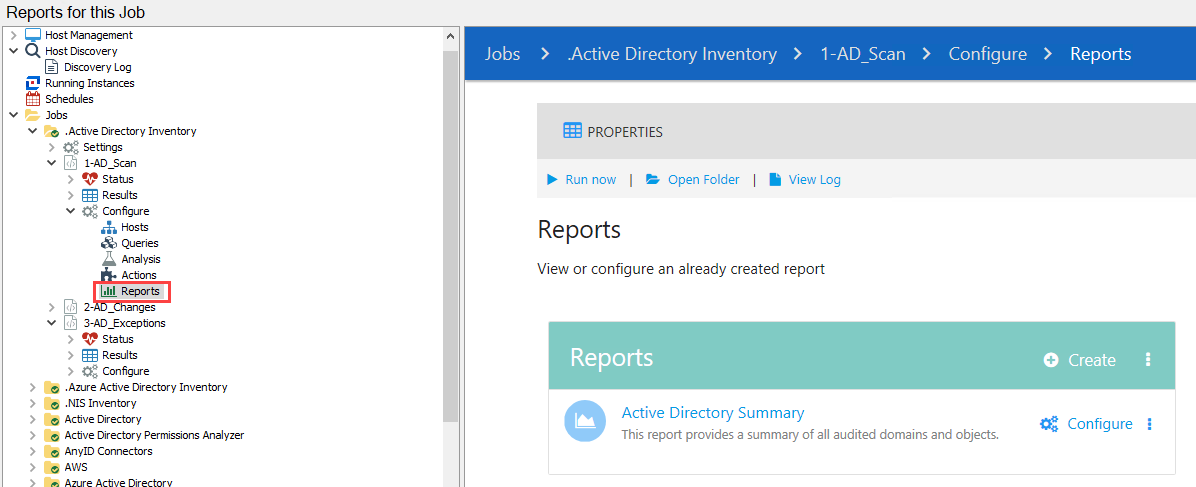 Reports for this Job
Host Management
Host Discovery
Discovery Log
Running Instances
Schedules
Jobs
.Active Directory Inventory
Settings
1-AD_Scan
Status
Results
Configure
Hosts
Queries
Analysis
Actions
Reports
2-AD_Changes
3-AD_Exceptions
Status
Results
Configure
.Azure Active Directory Inventory
.NIS Inventory
Active Directory
Active Directory Permissions Analyzer
AnyID Connectors
AWS
Azure Active Directory
Jobs > .Active Directory Inventory > 1-AD_Scan > Configure > Reports
PROPERTIES
Run now | Open Folder | View Log
Reports
View or configure an already created report
Reports Create
Active Directory Summary
This report provides a summary of all audited domains and objects.
Configure